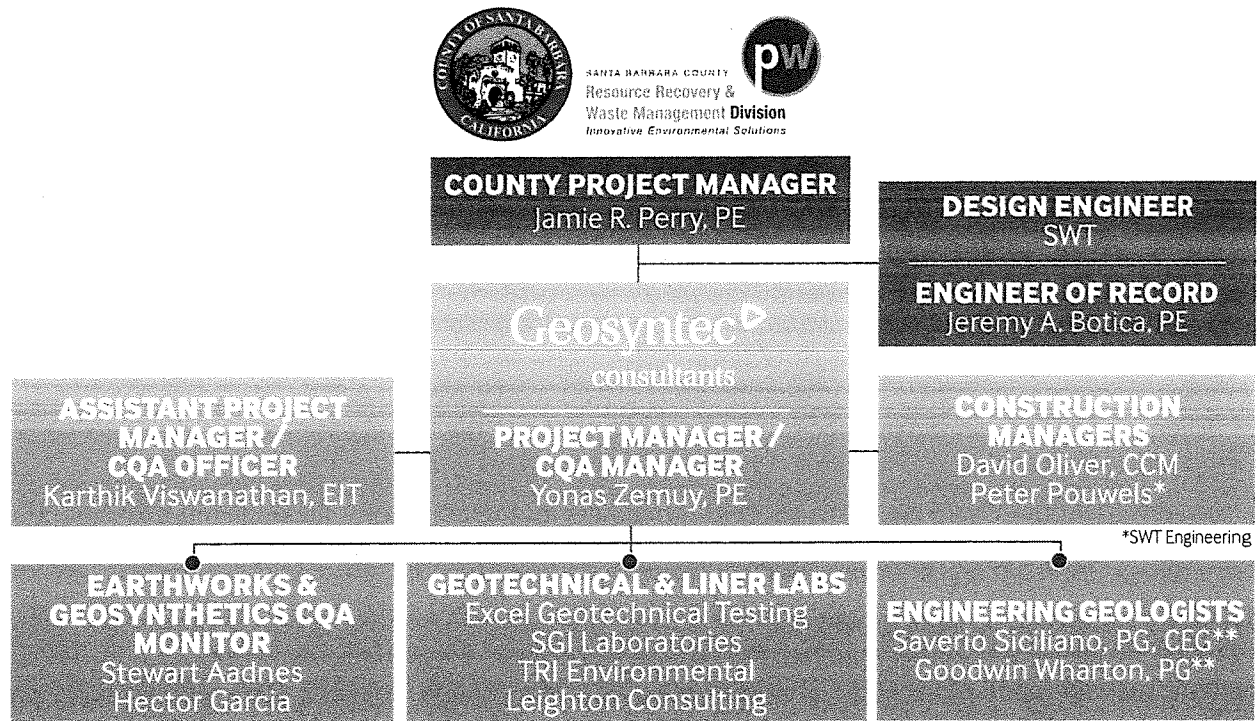 COUNTY OF SANTA BARBARA
CALIFORNIA
pw
SANTA BARBARA COUNTY
Resource Recovery &
Waste Management Division
Innovative Environmental Solutions
COUNTY PROJECT MANAGER
Jamie R. Perry, PE
DESIGN ENGINEER
SWT
ENGINEER OF RECORD
Jeremy A. Botica, PE
Geosyntec
consultants
PROJECT MANAGER /
CQA MANAGER
Yonas Zemuy, PE
ASSISTANT PROJECT
MANAGER /
CQA OFFICER
Karthik Viswanathan, EIT
CONSTRUCTION
MANAGERS
David Oliver, CCM
Peter Pouwels*
*SWT Engineering
EARTHWORKS &
GEOSYNTHETICS CQA
MONITOR
Stewart Aadnes
Hector Garcia
GEOTECHNICAL & LINER LABS
Excel Geotechnical Testing
SGI Laboratories
TRI Environmental
Leighton Consulting
ENGINEERING GEOLOGISTS
Saverio Siciliano, PG, CEG**
Goodwin Wharton, PG**